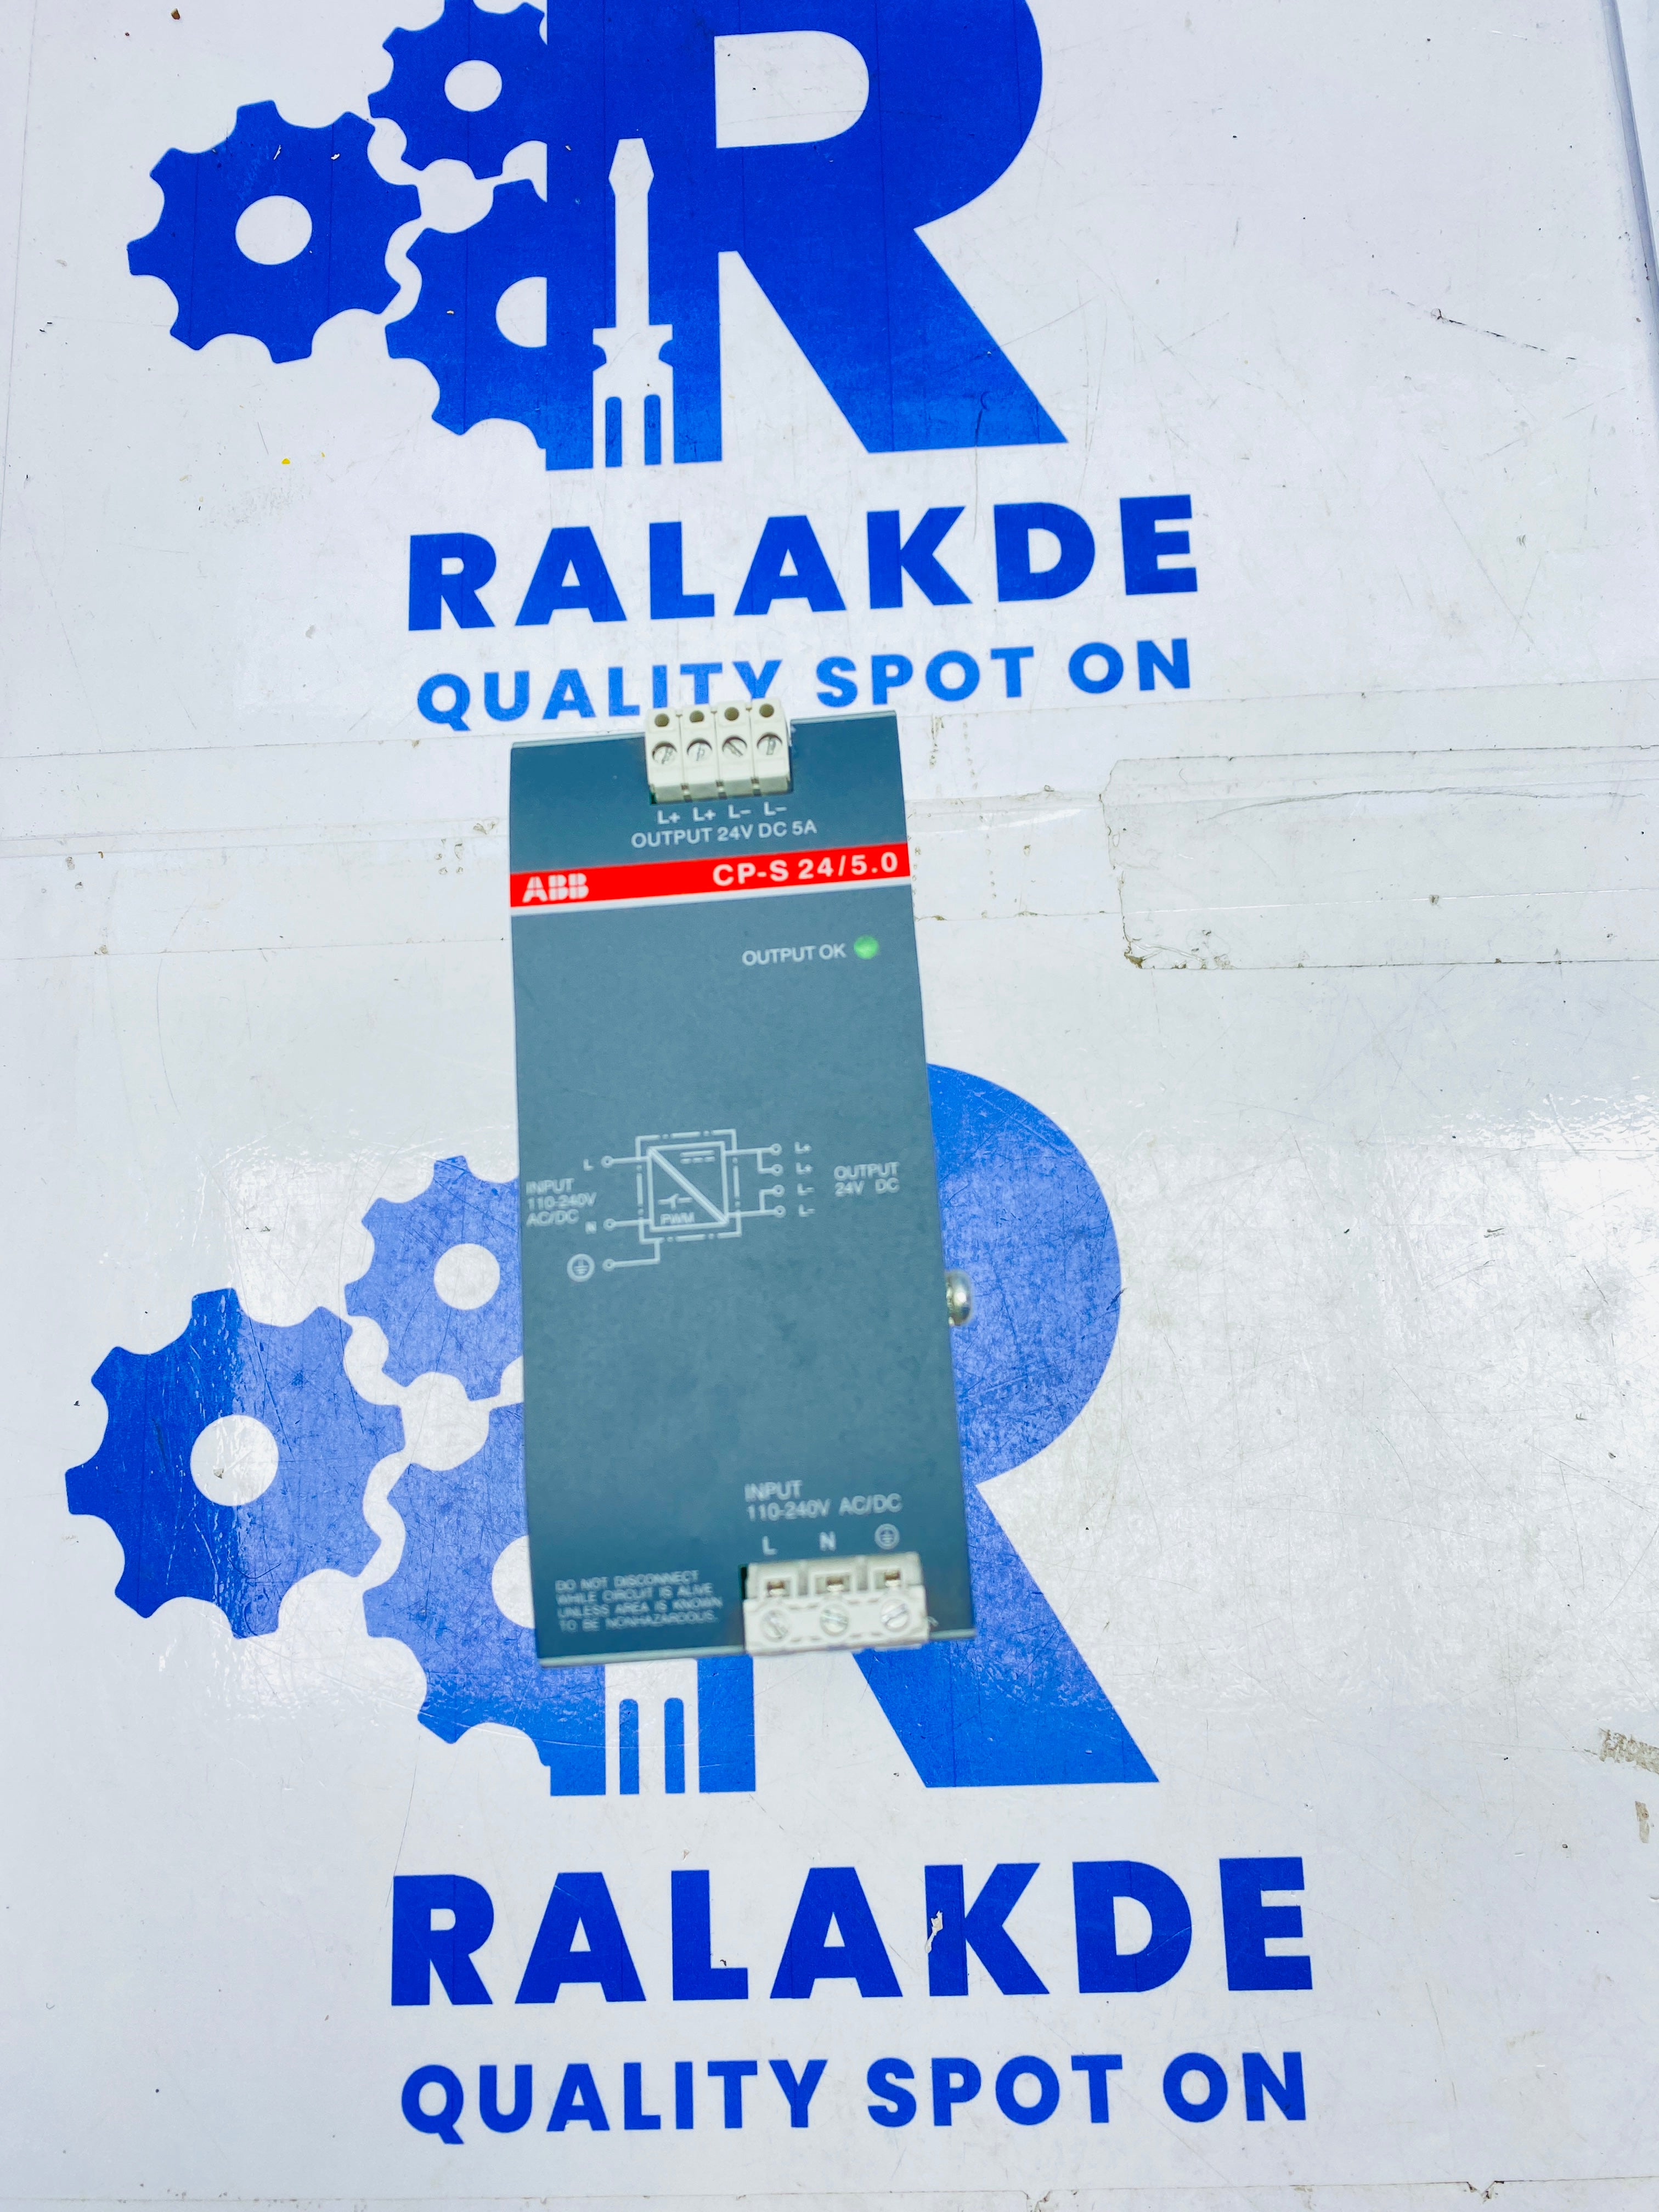 RALAKDE
QUALITY SPOT ON
L+ L+ L- L-
OUTPUT 24V DC 5A
ABB CP-S 24/5.0
OUTPUT OK
L
INPUT
110-240V
AC/DC
N
PWM
L+
L+
L-
L-
OUTPUT
24V DC
INPUT
110-240V AC/DC
L N
DO NOT DISCONNECT
WHILE CIRCUIT IS ALIVE
UNLESS AREA IS KNOWN
TO BE NONHAZARDOUS.
RALAKDE
QUALITY SPOT ON